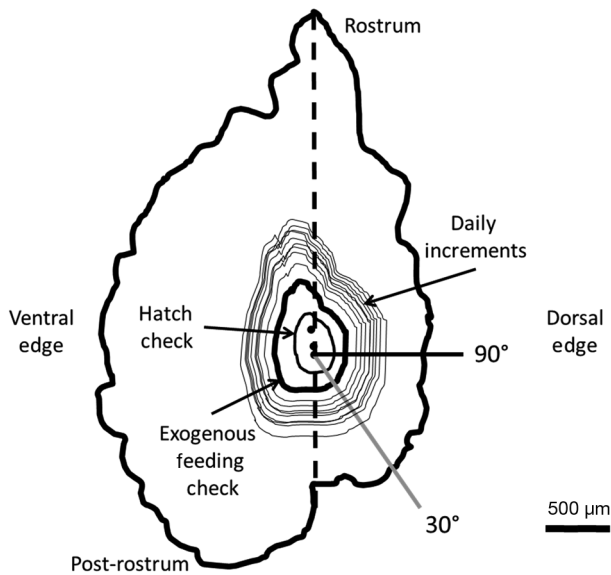 Rostrum
Daily
increments
Hatch
check
Ventral
edge
Dorsal
edge
90°
Exogenous
feeding
check
30°
500 µm
Post-rostrum